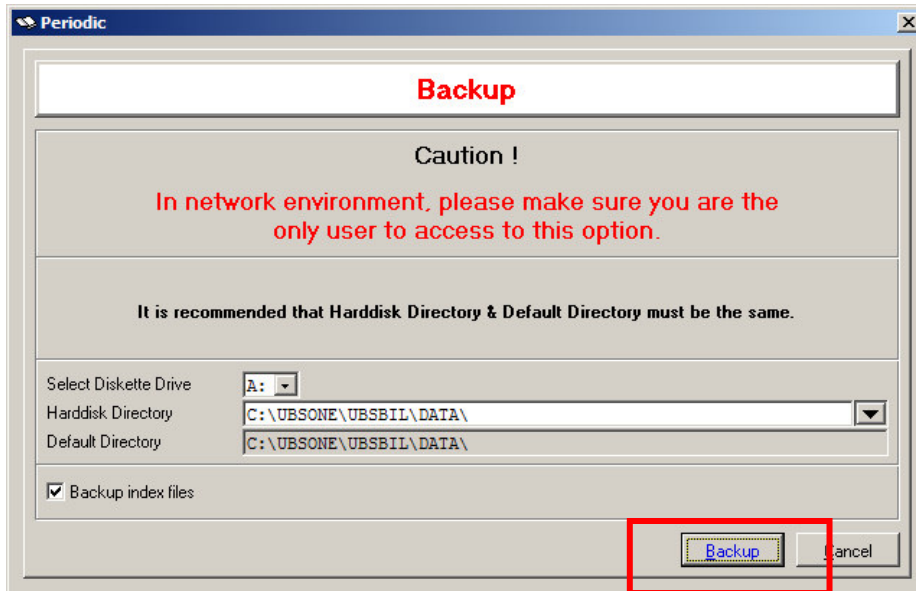 Periodic
Backup
Caution !
In network environment, please make sure you are the
only user to access to this option.
It is recommended that Harddisk Directory & Default Directory must be the same.
Select Diskette Drive A:
Harddisk Directory C:\UBSONE\UBSBIL\DATA\
Default Directory C:\UBSONE\UBSBIL\DATA\
Backup index files
Backup Cancel